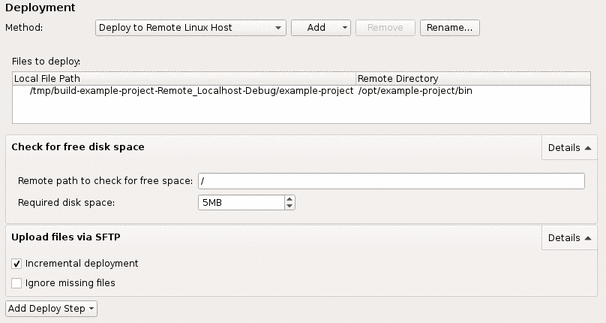 Deployment
Method: Deploy to Remote Linux Host Add Remove Rename...
Files to deploy:
Local File Path Remote Directory
/tmp/build-example-project-Remote_Localhost-Debug/example-project /opt/example-project/bin
Check for free disk space Details
Remote path to check for free space: /
Required disk space: 5MB
Upload files via SFTP Details
Incremental deployment
Ignore missing files
Add Deploy Step